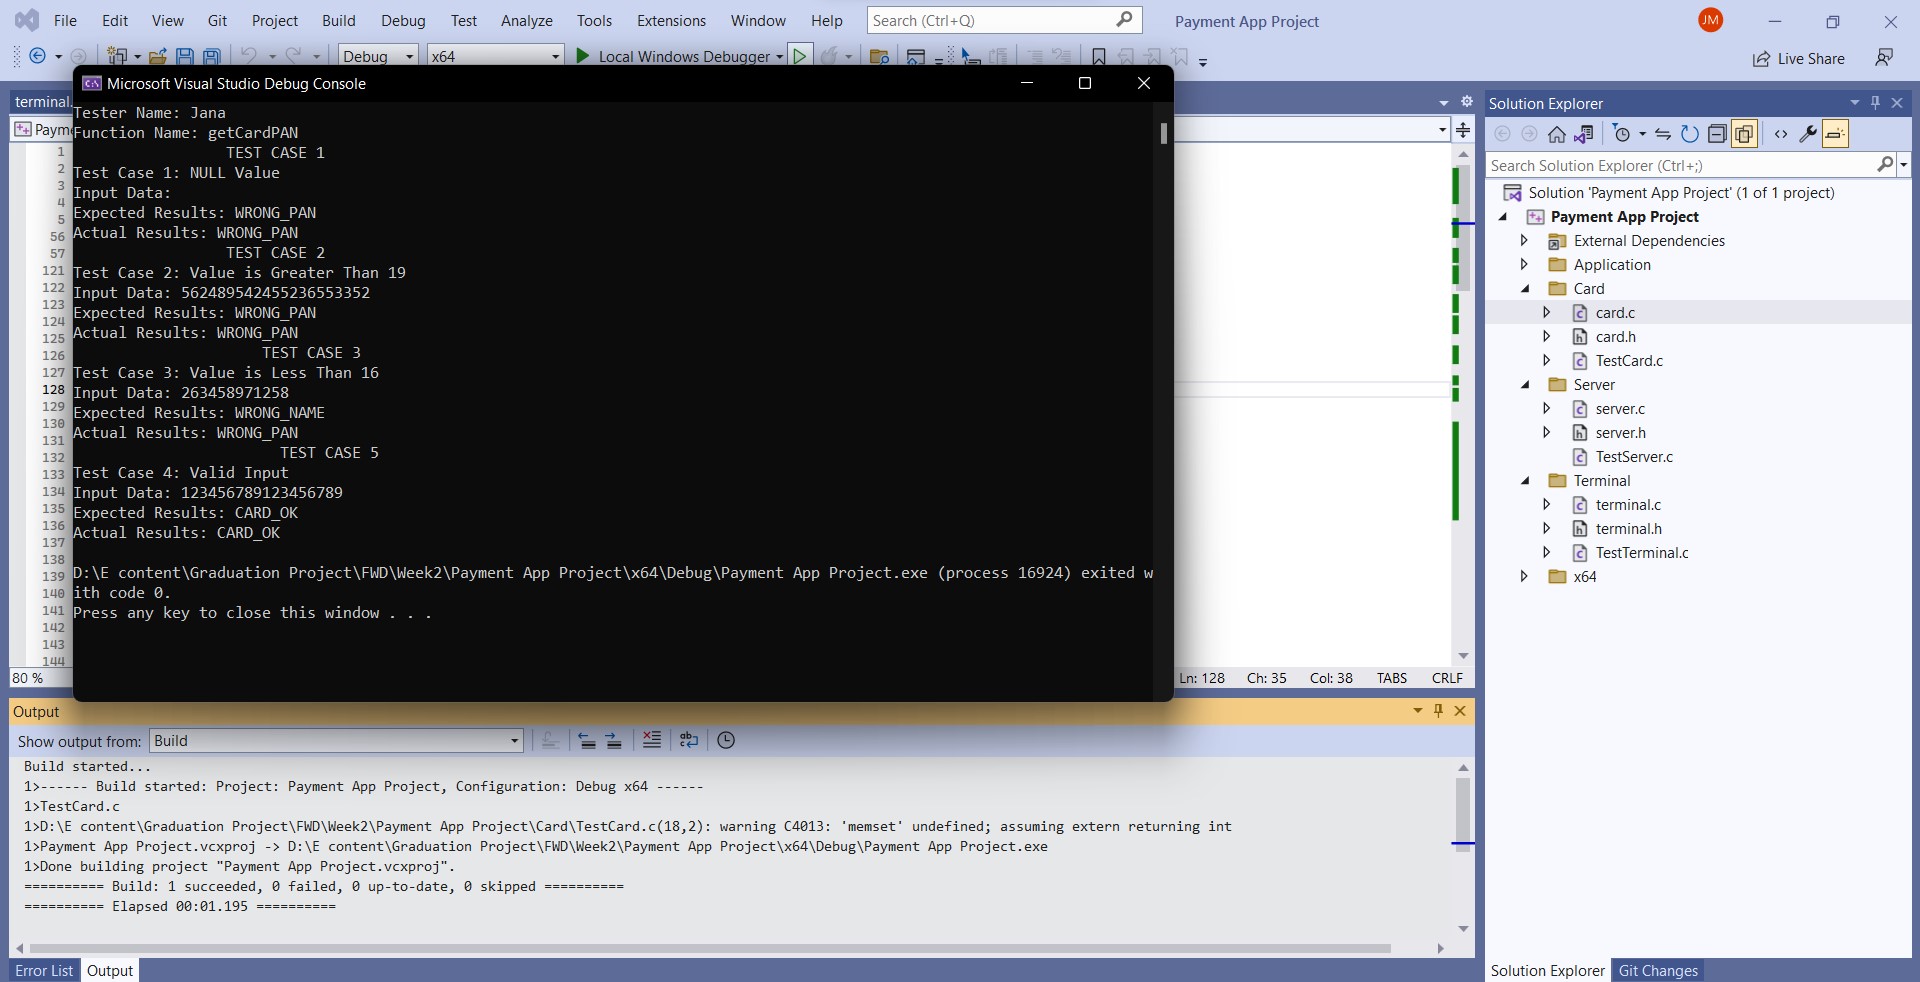 File Edit View Git Project Build Debug Test Analyze Tools Extensions Window Help Search (Ctrl+Q) Payment App Project JM
Debug x64 Local Windows Debugger Live Share
Microsoft Visual Studio Debug Console
terminal.
Paym
Tester Name: Jana
Function Name: getCardPAN
TEST CASE 1
Test Case 1: NULL Value
Input Data:
Expected Results: WRONG_PAN
Actual Results: WRONG_PAN
TEST CASE 2
Test Case 2: Value is Greater Than 19
Input Data: 562489542455236553352
Expected Results: WRONG_PAN
Actual Results: WRONG_PAN
TEST CASE 3
Test Case 3: Value is Less Than 16
Input Data: 263458971258
Expected Results: WRONG_NAME
Actual Results: WRONG_PAN
TEST CASE 5
Test Case 4: Valid Input
Input Data: 123456789123456789
Expected Results: CARD_OK
Actual Results: CARD_OK
D:\E content\Graduation Project\FWD\Week2\Payment App Project\x64\Debug\Payment App Project.exe (process 16924) exited w
ith code 0.
Press any key to close this window . . .
1
2
3
4
5
56
57
121
122
123
124
125
126
127
128
129
130
131
132
133
134
135
136
137
138
139
140
141
142
143
144
80 % Ln: 128 Ch: 35 Col: 38 TABS CRLF
Output
Show output from: Build
Build started...
1>------ Build started: Project: Payment App Project, Configuration: Debug x64 ------
1>TestCard.c
1>D:\E content\Graduation Project\FWD\Week2\Payment App Project\Card\TestCard.c(18,2): warning C4013: 'memset' undefined; assuming extern returning int
1>Payment App Project.vcxproj -> D:\E content\Graduation Project\FWD\Week2\Payment App Project\x64\Debug\Payment App Project.exe
1>Done building project "Payment App Project.vcxproj".
========== Build: 1 succeeded, 0 failed, 0 up-to-date, 0 skipped ==========
========== Elapsed 00:01.195 ==========
Error List Output
Solution Explorer
Search Solution Explorer (Ctrl+;)
Solution 'Payment App Project' (1 of 1 project)
Payment App Project
External Dependencies
Application
Card
card.c
card.h
TestCard.c
Server
server.c
server.h
TestServer.c
Terminal
terminal.c
terminal.h
TestTerminal.c
x64
Solution Explorer Git Changes